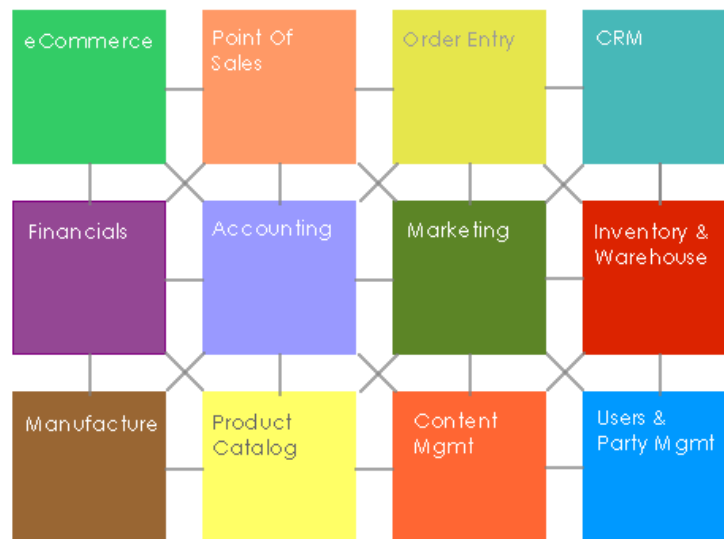 eCommerce
Point Of
Sales
Order Entry
CRM
Financials
Accounting
Marketing
Inventory &
Warehouse
Manufacture
Product
Catalog
Content
Mgmt
Users &
Party Mgmt